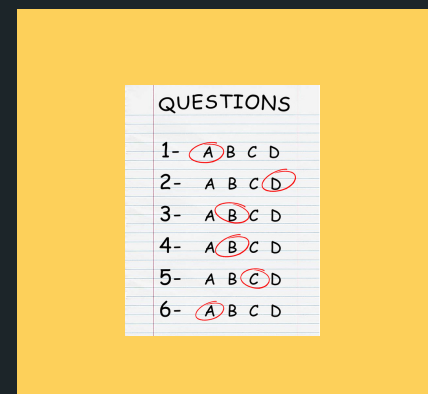 QUESTIONS
1- A B C D
2- A B C D
3- A B C D
4- A B C D
5- A B C D
6- A B C D